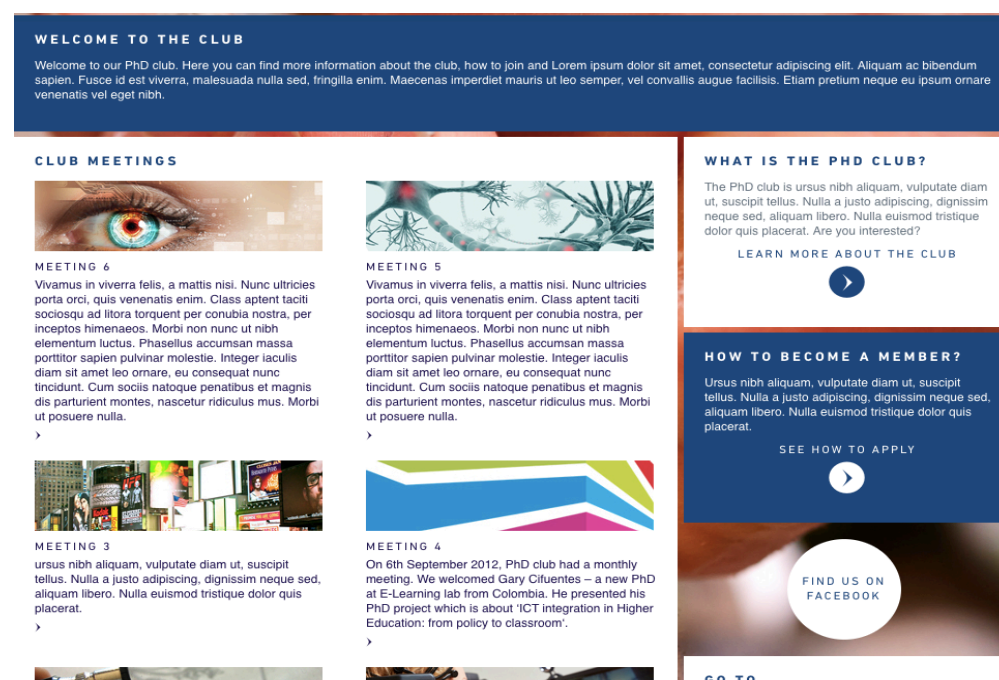 WELCOME TO THE CLUB
Welcome to our PhD club. Here you can find more information about the club, how to join and Lorem ipsum dolor sit amet, consectetur adipiscing elit. Aliquam ac bibendum
sapien. Fusce id est viverra, malesuada nulla sed, fringilla enim. Maecenas imperdiet mauris ut leo semper, vel convallis augue facilisis. Etiam pretium neque eu ipsum ornare
venenatis vel eget nibh.
CLUB MEETINGS
MEETING 6
Vivamus in viverra felis, a mattis nisi. Nunc ultricies
porta orci, quis venenatis enim. Class aptent taciti
sociosqu ad litora torquent per conubia nostra, per
inceptos himenaeos. Morbi non nunc ut nibh
elementum luctus. Phasellus accumsan massa
porttitor sapien pulvinar molestie. Integer iaculis
diam sit amet leo ornare, eu consequat nunc
tincidunt. Cum sociis natoque penatibus et magnis
dis parturient montes, nascetur ridiculus mus. Morbi
ut posuere nulla.
MEETING 5
Vivamus in viverra felis, a mattis nisi. Nunc ultricies
porta orci, quis venenatis enim. Class aptent taciti
sociosqu ad litora torquent per conubia nostra, per
inceptos himenaeos. Morbi non nunc ut nibh
elementum luctus. Phasellus accumsan massa
porttitor sapien pulvinar molestie. Integer iaculis
diam sit amet leo ornare, eu consequat nunc
tincidunt. Cum sociis natoque penatibus et magnis
dis parturient montes, nascetur ridiculus mus. Morbi
ut posuere nulla.
MEETING 3
ursus nibh aliquam, vulputate diam ut, suscipit
tellus. Nulla a justo adipiscing, dignissim neque sed,
aliquam libero. Nulla euismod tristique dolor quis
placerat.
MEETING 4
On 6th September 2012, PhD club had a monthly
meeting. We welcomed Gary Cifuentes – a new PhD
at E-Learning lab from Colombia. He presented his
PhD project which is about 'ICT integration in Higher
Education: from policy to classroom'.
WHAT IS THE PHD CLUB?
The PhD club is ursus nibh aliquam, vulputate diam
ut, suscipit tellus. Nulla a justo adipiscing, dignissim
neque sed, aliquam libero. Nulla euismod tristique
dolor quis placerat. Are you interested?
LEARN MORE ABOUT THE CLUB
HOW TO BECOME A MEMBER?
Ursus nibh aliquam, vulputate diam ut, suscipit
tellus. Nulla a justo adipiscing, dignissim neque sed,
aliquam libero. Nulla euismod tristique dolor quis
placerat.
SEE HOW TO APPLY
FIND US ON
FACEBOOK
GO TO